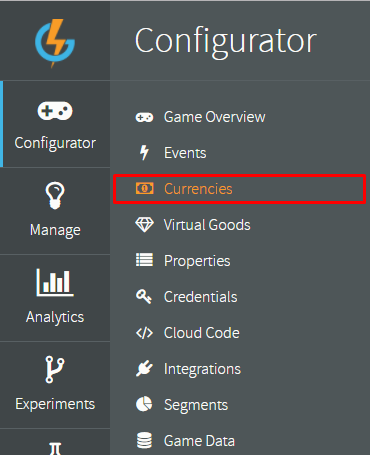 Configurator
Configurator
Manage
Analytics
Experiments
Game Overview
Events
Currencies
Virtual Goods
Properties
Credentials
Cloud Code
Integrations
Segments
Game Data